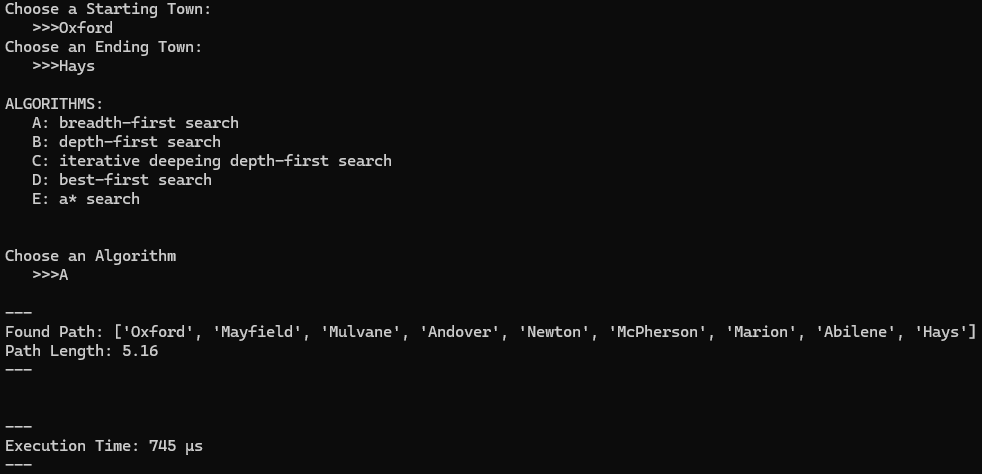 Choose a Starting Town:
>>>Oxford
Choose an Ending Town:
>>>Hays
ALGORITHMS:
A: breadth-first search
B: depth-first search
C: iterative deepeing depth-first search
D: best-first search
E: a* search
Choose an Algorithm
>>>A
---
Found Path: ['Oxford', 'Mayfield', 'Mulvane', 'Andover', 'Newton', 'McPherson', 'Marion', 'Abilene', 'Hays']
Path Length: 5.16
---
---
Execution Time: 745 µs
---